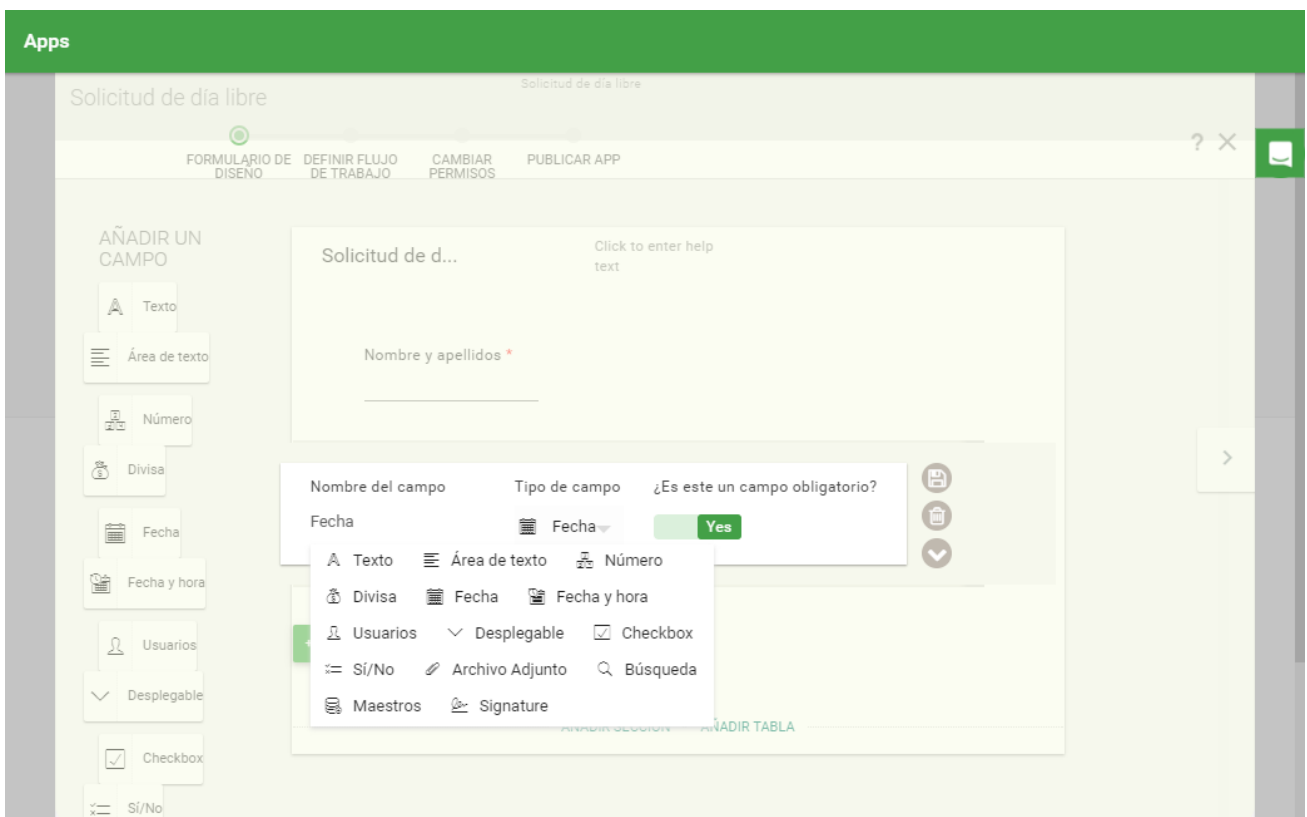 Apps
Solicitud de día libre
Solicitud de día libre
FORMULARIO DE
DISEÑO
DEFINIR FLUJO
DE TRABAJO
CAMBIAR
PERMISOS
PUBLICAR APP
?
AÑADIR UN
CAMPO
Texto
Área de texto
Número
Divisa
Fecha
Fecha y hora
Usuarios
Desplegable
Checkbox
Sí/No
Solicitud de d...
Click to enter help
text
Nombre y apellidos *
Nombre del campo Tipo de campo ¿Es este un campo obligatorio?
Fecha Fecha Yes
Texto Área de texto Número
Divisa Fecha Fecha y hora
Usuarios Desplegable Checkbox
Sí/No Archivo Adjunto Búsqueda
Maestros Signature
AÑADIR SECCIÓN AÑADIR TABLA